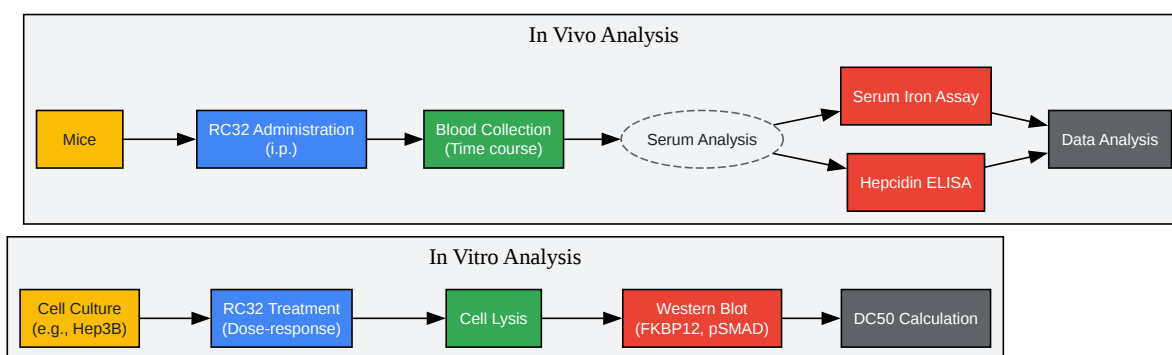 In Vivo Analysis
Mice
RC32 Administration
(i.p.)
Blood Collection
(Time course)
Serum Analysis
Serum Iron Assay
Hepcidin ELISA
Data Analysis
In Vitro Analysis
Cell Culture
(e.g., Hep3B)
RC32 Treatment
(Dose-response)
Cell Lysis
Western Blot
(FKBP12, pSMAD)
DC50 Calculation